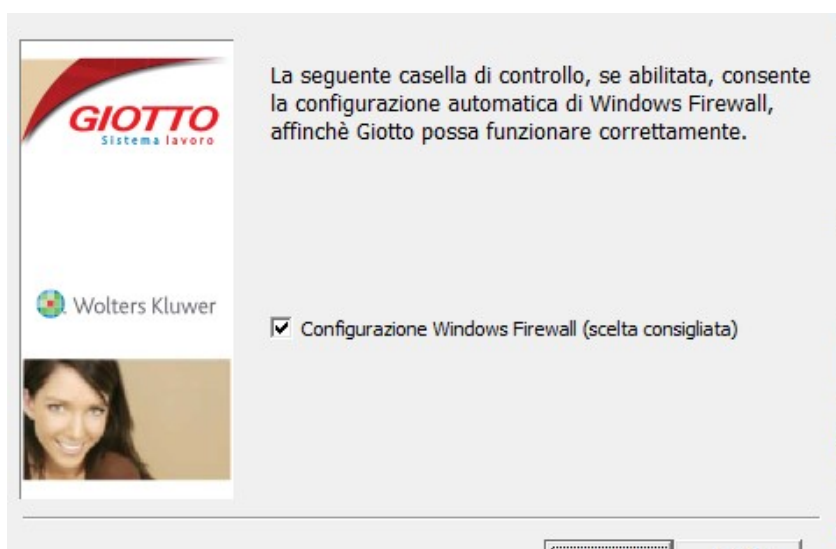 GIOTTO
Sistema lavoro
Wolters Kluwer
La seguente casella di controllo, se abilitata, consente
la configurazione automatica di Windows Firewall,
affinchè Giotto possa funzionare correttamente.
Configurazione Windows Firewall (scelta consigliata)